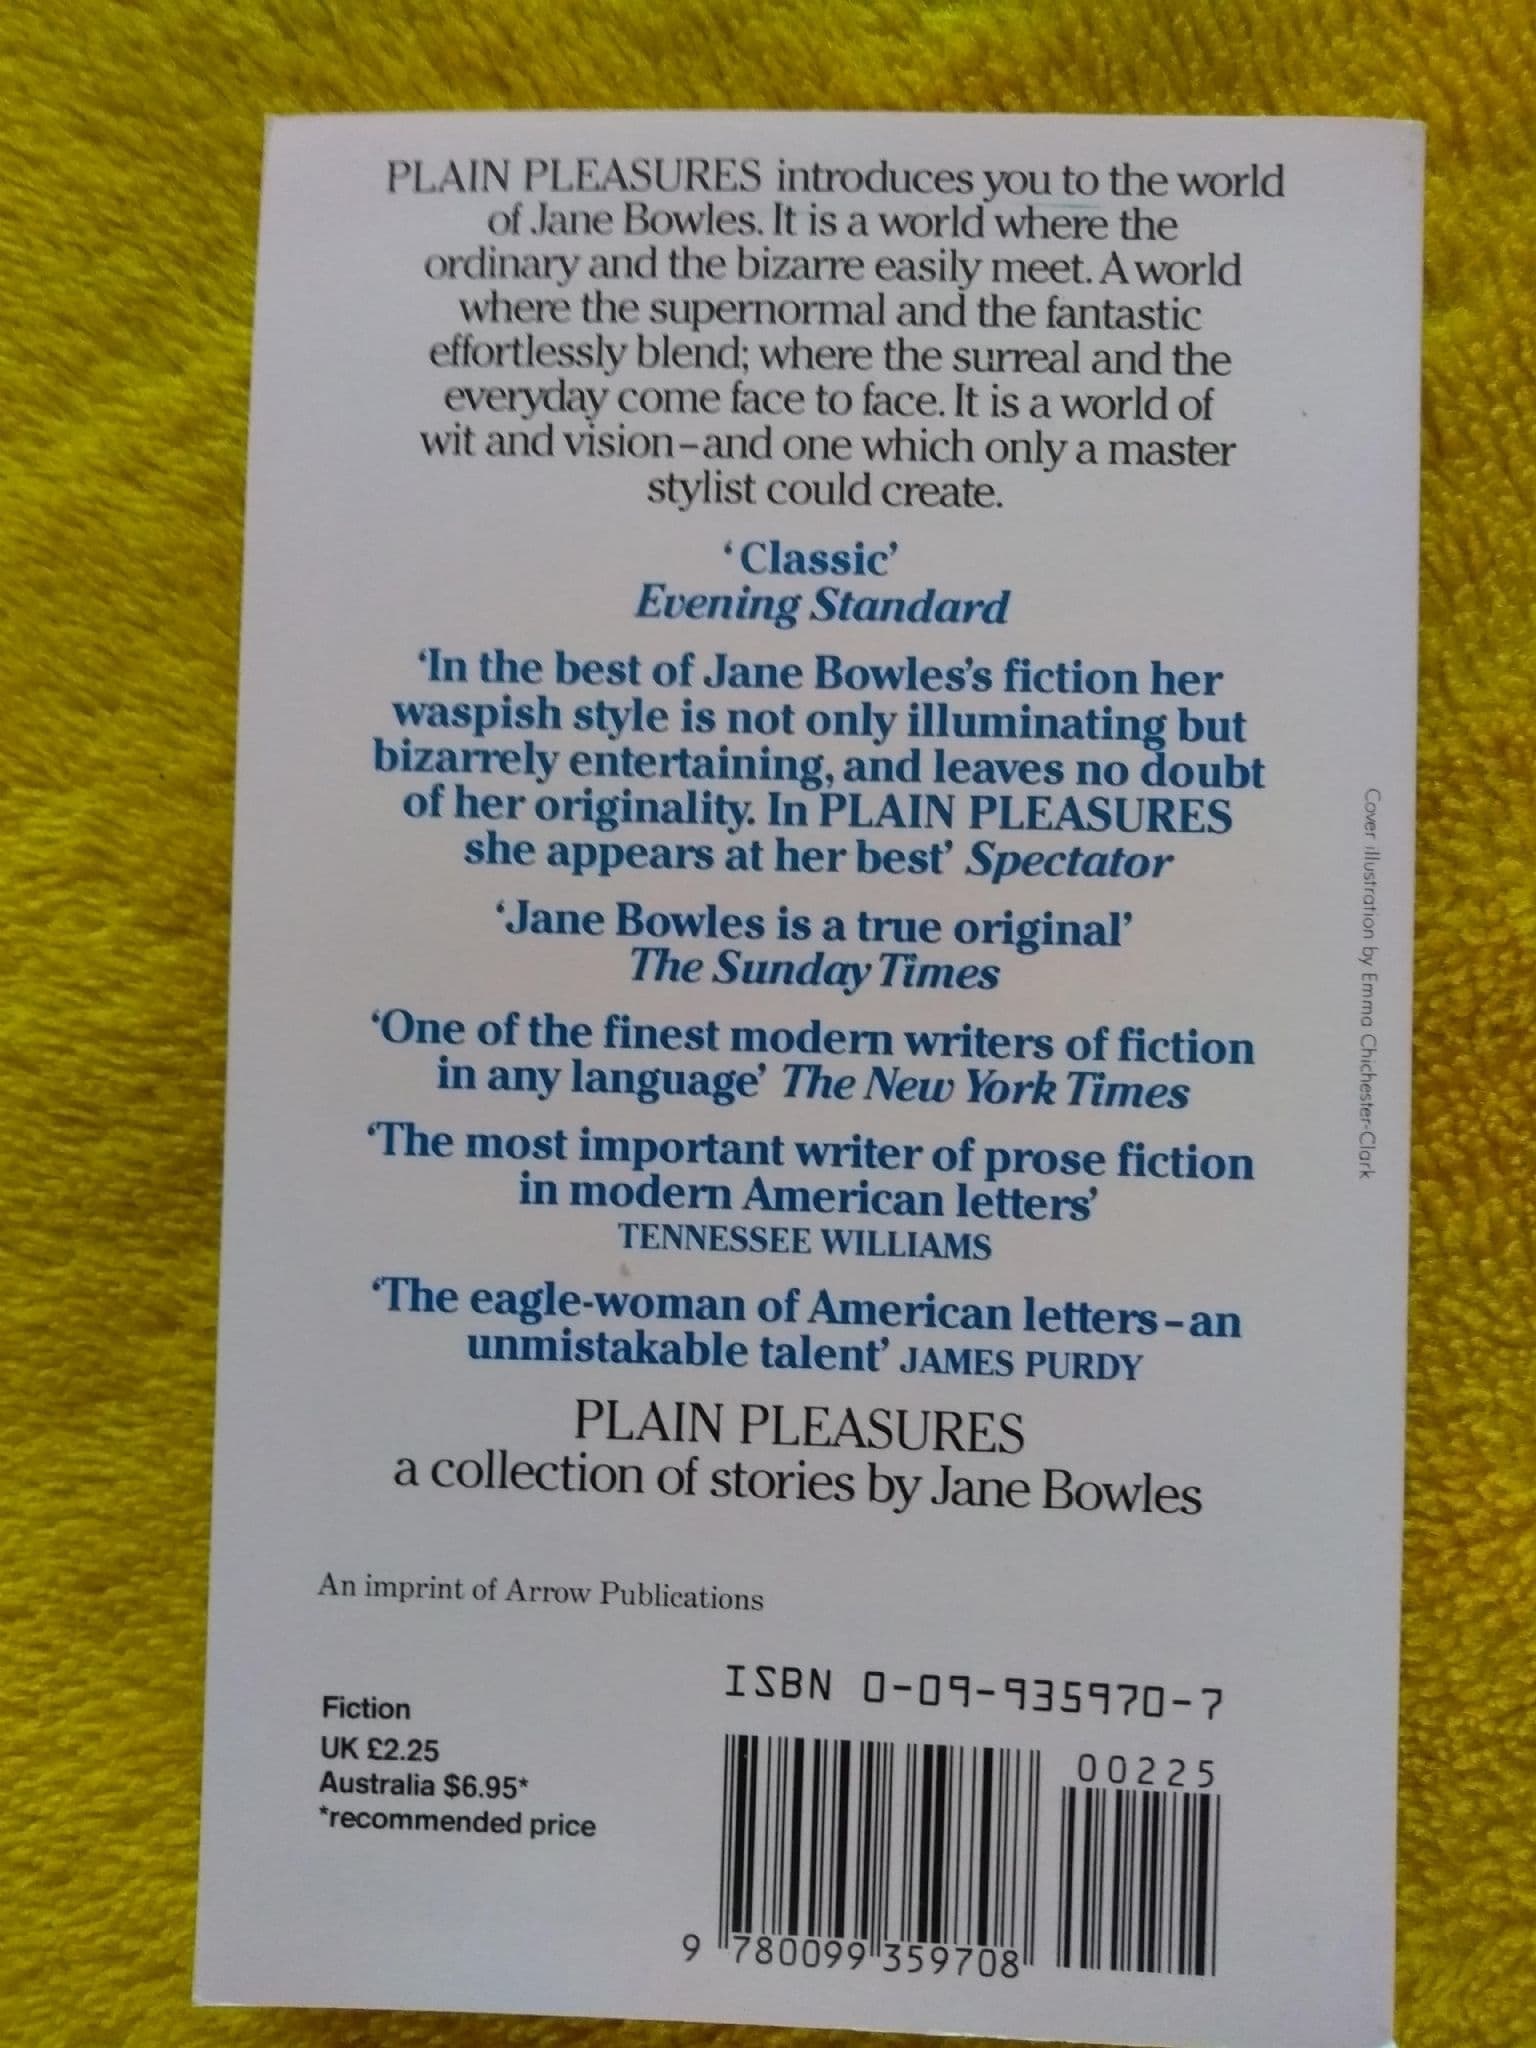 PLAIN PLEASURES introduces you to the world
of Jane Bowles. It is a world where the
ordinary and the bizarre easily meet. A world
where the supernormal and the fantastic
effortlessly blend; where the surreal and the
everyday come face to face. It is a world of
wit and vision–and one which only a master
stylist could create.
‘Classic’
Evening Standard
‘In the best of Jane Bowles’s fiction her
waspish style is not only illuminating but
bizarrely entertaining, and leaves no doubt
of her originality. In PLAIN PLEASURES
she appears at her best’ Spectator
‘Jane Bowles is a true original’
The Sunday Times
‘One of the finest modern writers of fiction
in any language’ The New York Times
‘The most important writer of prose fiction
in modern American letters’
TENNESSEE WILLIAMS
‘The eagle-woman of American letters–an
unmistakable talent’ JAMES PURDY
PLAIN PLEASURES
a collection of stories by Jane Bowles
Cover illustration by Emma Chichester-Clark
An imprint of Arrow Publications
Fiction
UK £2.25
Australia $6.95*
*recommended price
ISBN 0-09-935970-7
00225
9 780099 359708